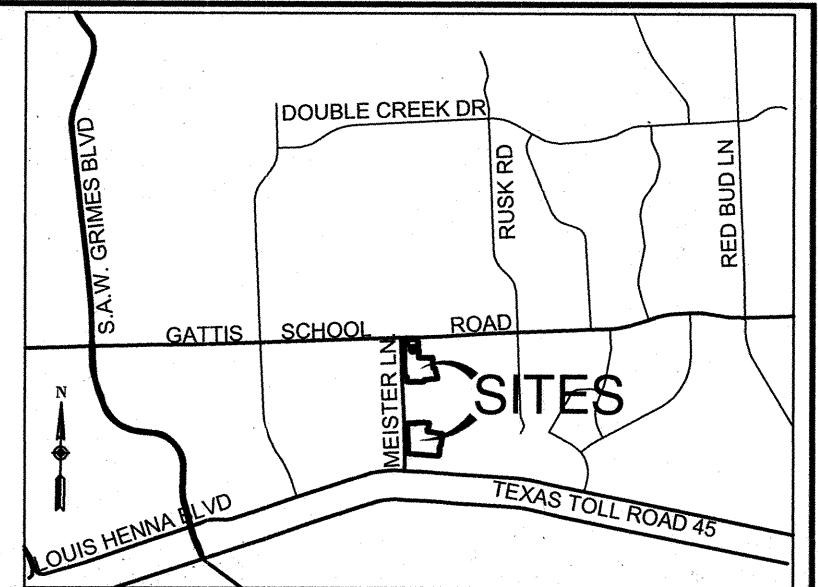 DOUBLE CREEK DR
S.A.W. GRIMES BLVD
RUSK RD
RED BUD LN
GATTIS SCHOOL ROAD
MEISTER LN
N
SITES
LOUIS HENNA BLVD
TEXAS TOLL ROAD 45